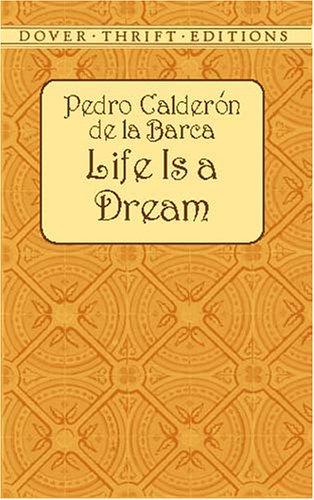 DOVER · THRIFT · EDITIONS
Pedro Calderón
de la Barca
Life Is a
Dream